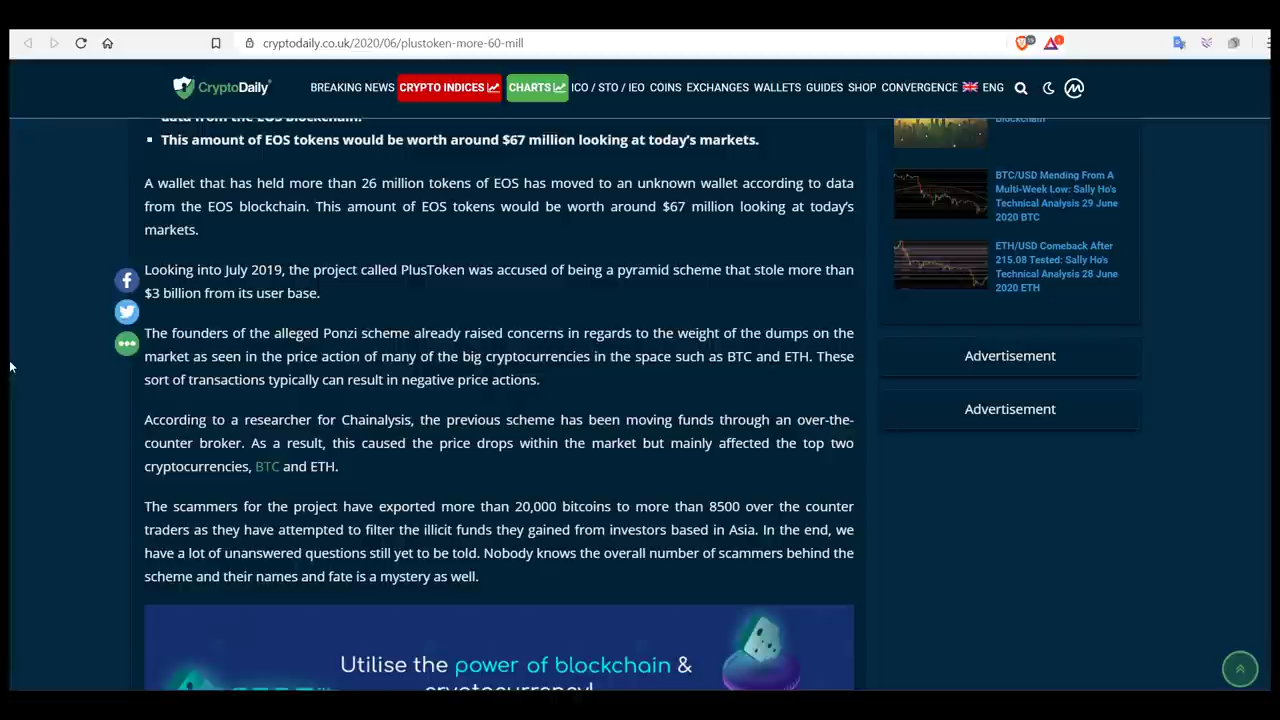 cryptodaily.co.uk/2020/06/plustoken-more-60-mill
CryptoDaily
BREAKING NEWS CRYPTO INDICES CHARTS ICO / STO / IEO COINS EXCHANGES WALLETS GUIDES SHOP CONVERGENCE ENG
data from the EOS blockchain.
This amount of EOS tokens would be worth around $67 million looking at today's markets.
A wallet that has held more than 26 million tokens of EOS has moved to an unknown wallet according to data
from the EOS blockchain. This amount of EOS tokens would be worth around $67 million looking at today's
markets.
Looking into July 2019, the project called PlusToken was accused of being a pyramid scheme that stole more than
$3 billion from its user base.
The founders of the alleged Ponzi scheme already raised concerns in regards to the weight of the dumps on the
market as seen in the price action of many of the big cryptocurrencies in the space such as BTC and ETH. These
sort of transactions typically can result in negative price actions.
According to a researcher for Chainalysis, the previous scheme has been moving funds through an over-the-
counter broker. As a result, this caused the price drops within the market but mainly affected the top two
cryptocurrencies, BTC and ETH.
The scammers for the project have exported more than 20,000 bitcoins to more than 8500 over the counter
traders as they have attempted to filter the illicit funds they gained from investors based in Asia. In the end, we
have a lot of unanswered questions still yet to be told. Nobody knows the overall number of scammers behind the
scheme and their names and fate is a mystery as well.
Utilise the power of blockchain &
cryptocurrency!
Blockchain
BTC/USD Mending From A
Multi-Week Low: Sally Ho's
Technical Analysis 29 June
2020 BTC
ETH/USD Comeback After
215.08 Tested: Sally Ho's
Technical Analysis 28 June
2020 ETH
Advertisement
Advertisement